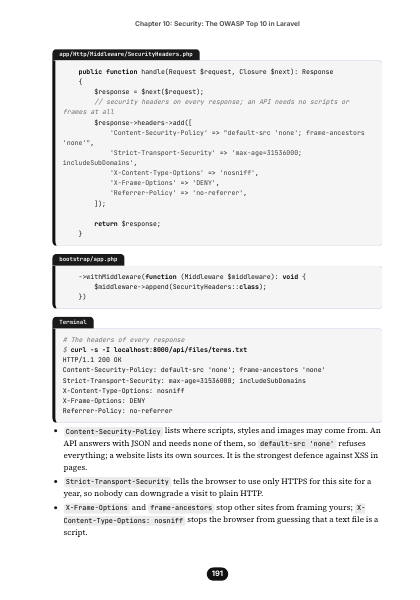 Chapter 10: Security: The OWASP Top 10 in Laravel
app/Http/Middleware/SecurityHeaders.php
public function handle(Request $request, Closure $next): Response
{
$response = $next($request);
// security headers on every response; an API needs no scripts or
frames at all
$response->headers->add([
'Content-Security-Policy' => "default-src 'none'; frame-ancestors
'none'",
'Strict-Transport-Security' => 'max-age=31536000;
includeSubDomains',
'X-Content-Type-Options' => 'nosniff',
'X-Frame-Options' => 'DENY',
'Referrer-Policy' => 'no-referrer',
]);
return $response;
}
bootstrap/app.php
->withMiddleware(function (Middleware $middleware): void {
$middleware->append(SecurityHeaders::class);
})
Terminal
# The headers of every response
$ curl -s -I localhost:8000/api/files/terms.txt
HTTP/1.1 200 OK
Content-Security-Policy: default-src 'none'; frame-ancestors 'none'
Strict-Transport-Security: max-age=31536000; includeSubDomains
X-Content-Type-Options: nosniff
X-Frame-Options: DENY
Referrer-Policy: no-referrer
• Content-Security-Policy lists where scripts, styles and images may come from. An
API answers with JSON and needs none of them, so default-src 'none' refuses
everything; a website lists its own sources. It is the strongest defence against XSS in
pages.
• Strict-Transport-Security tells the browser to use only HTTPS for this site for a
year, so nobody can downgrade a visit to plain HTTP.
• X-Frame-Options and frame-ancestors stop other sites from framing yours; X-
Content-Type-Options: nosniff stops the browser from guessing that a text file is a
script.
191